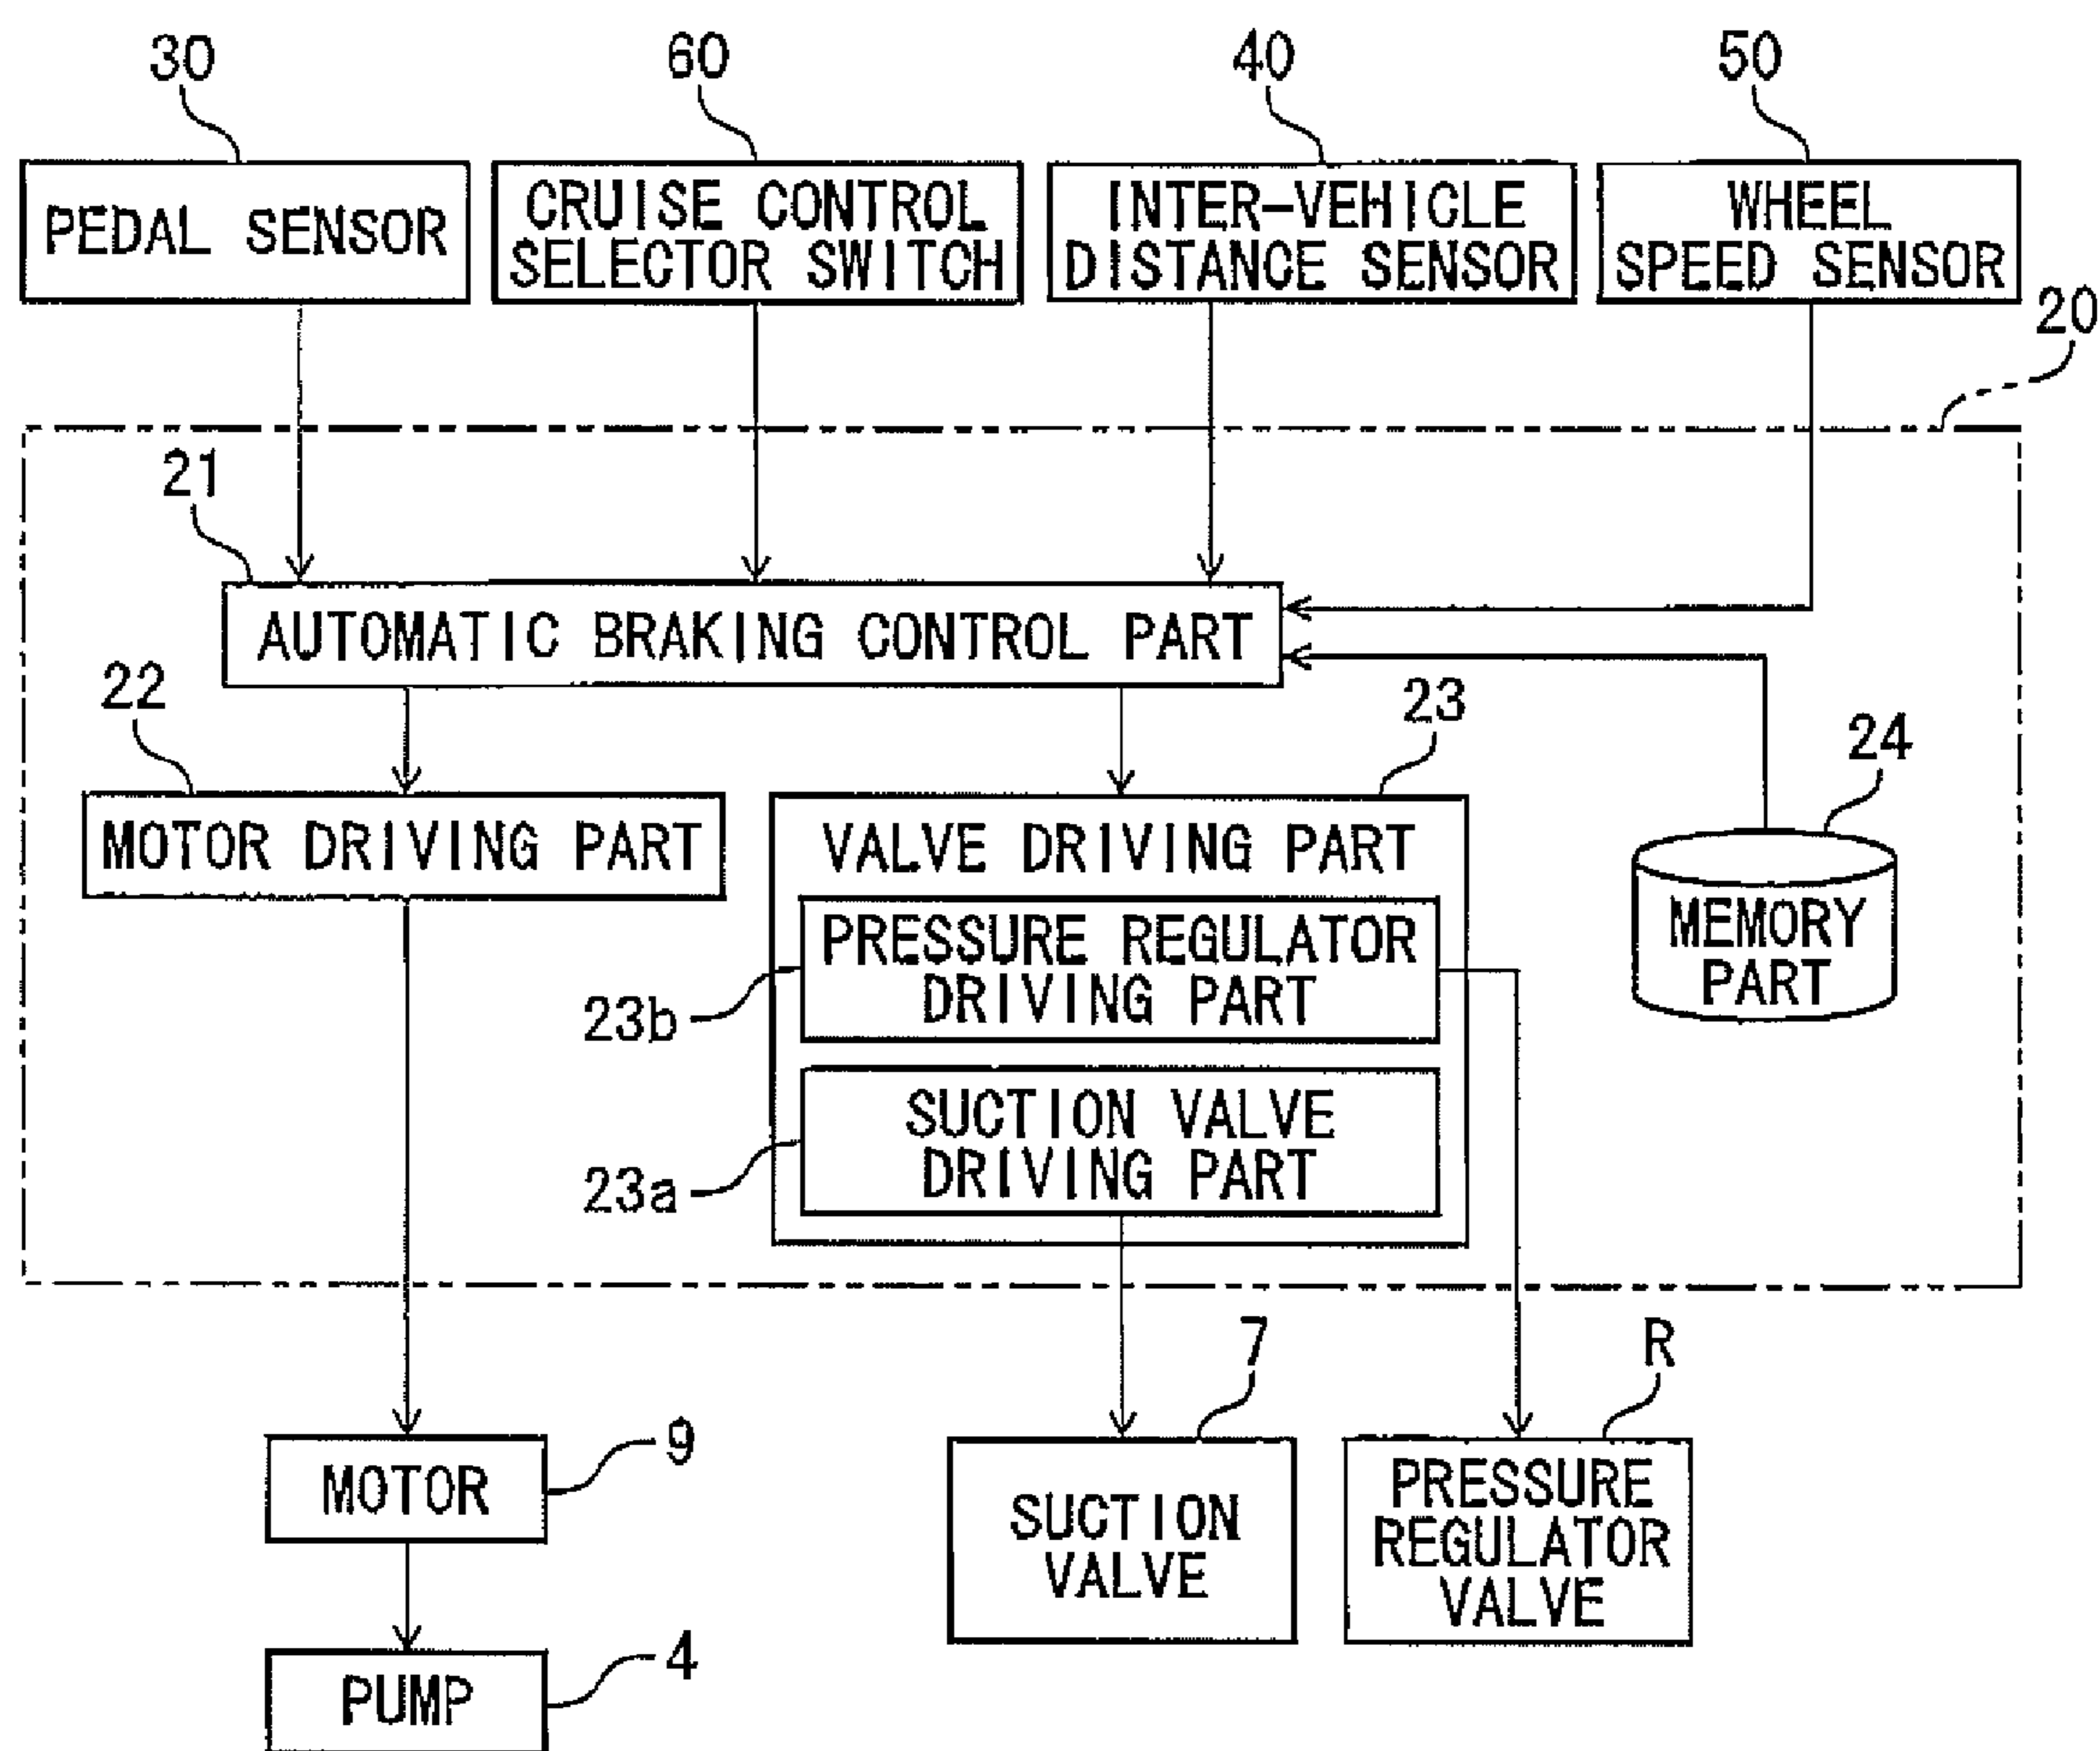 30
60
40
50
PEDAL SENSOR
CRUISE CONTROL
SELECTOR SWITCH
INTER-VEHICLE
DISTANCE SENSOR
WHEEL
SPEED SENSOR
20
21
AUTOMATIC BRAKING CONTROL PART
22
23
24
MOTOR DRIVING PART
VALVE DRIVING PART
PRESSURE REGULATOR
DRIVING PART
23b
MEMORY
PART
SUCTION VALVE
DRIVING PART
23a
7
R
MOTOR
9
SUCTION
VALVE
PRESSURE
REGULATOR
VALVE
PUMP
4